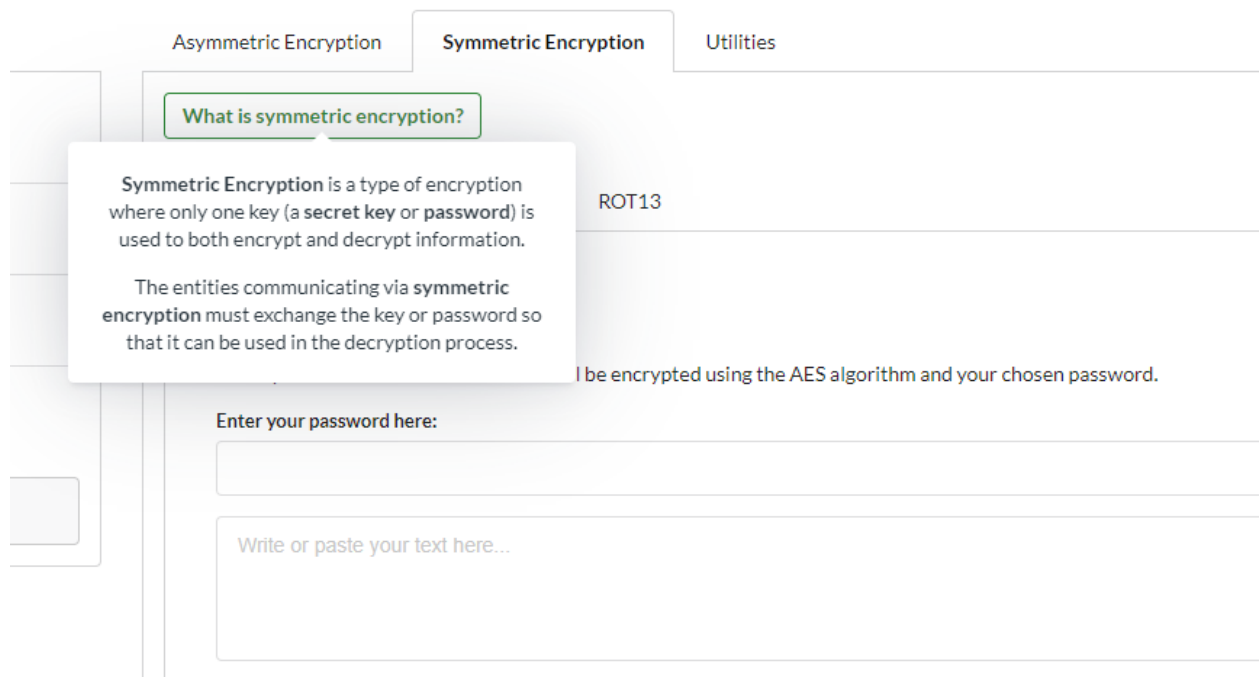 Asymmetric Encryption Symmetric Encryption Utilities
What is symmetric encryption?
Symmetric Encryption is a type of encryption
where only one key (a secret key or password) is
used to both encrypt and decrypt information.
The entities communicating via symmetric
encryption must exchange the key or password so
that it can be used in the decryption process.
ROT13
be encrypted using the AES algorithm and your chosen password.
Enter your password here:
Write or paste your text here...